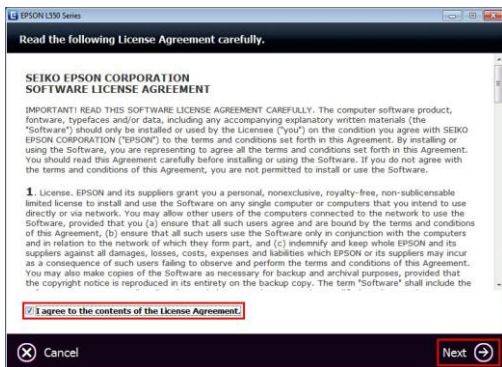 EPSON L550 Series
Read the following License Agreement carefully.
SEIKO EPSON CORPORATION
SOFTWARE LICENSE AGREEMENT
IMPORTANT! READ THIS SOFTWARE LICENSE AGREEMENT CAREFULLY. The computer software product,
fontware, typefaces and/or data, including any accompanying explanatory written materials (the
"Software") should only be installed or used by the Licensee ("you") on the condition you agree with SEIKO
EPSON CORPORATION ("EPSON") to the terms and conditions set forth in this Agreement. By installing or
using the Software, you are representing to agree all the terms and conditions set forth in this Agreement.
You should read this Agreement carefully before installing or using the Software. If you do not agree with
the terms and conditions of this Agreement, you are not permitted to install or use the Software.
1. License. EPSON and its suppliers grant you a personal, nonexclusive, royalty-free, non-sublicensable
limited license to install and use the Software on any single computer or computers that you intend to use
directly or via network. You may allow other users of the computers connected to the network to use the
Software, provided that you (a) ensure that all such users agree and are bound by the terms and conditions
of this Agreement, (b) ensure that all such users use the Software only in conjunction with the computers
and in relation to the network of which they form part, and (c) indemnify and keep whole EPSON and its
suppliers against all damages, losses, costs, expenses and liabilities which EPSON or its suppliers may incur
as a consequence of such users failing to observe and perform the terms and conditions of this Agreement.
You may also make copies of the Software as necessary for backup and archival purposes, provided that
the copyright notice is reproduced in its entirety on the backup copy. The term "Software" shall include the
I agree to the contents of the License Agreement.
Cancel
Next